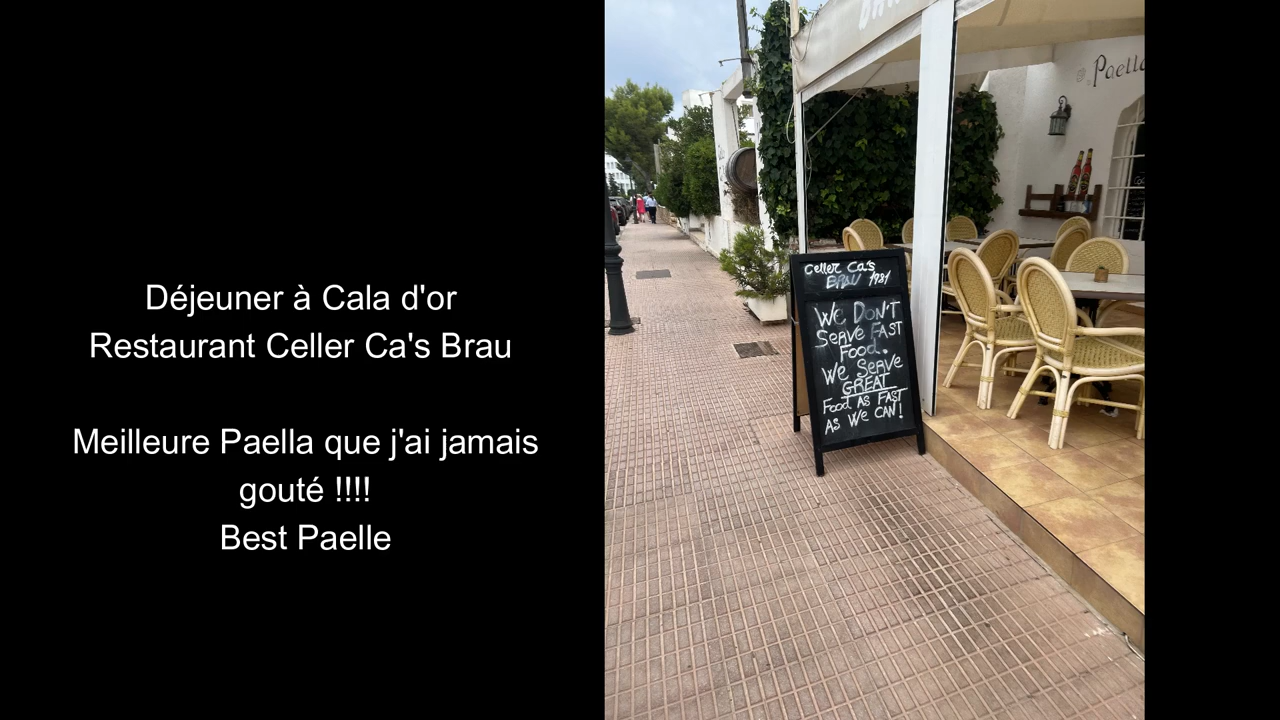 Déjeuner à Cala d'or
Restaurant Celler Ca's Brau
Meilleure Paella que j'ai jamais
gouté !!!!
Best Paelle
Paella
Celler Ca's
BRAU 1981
WE DON'T
SERVE FAST
Food.
WE SERVE
GREAT
Food AS FAST
AS WE CAN!